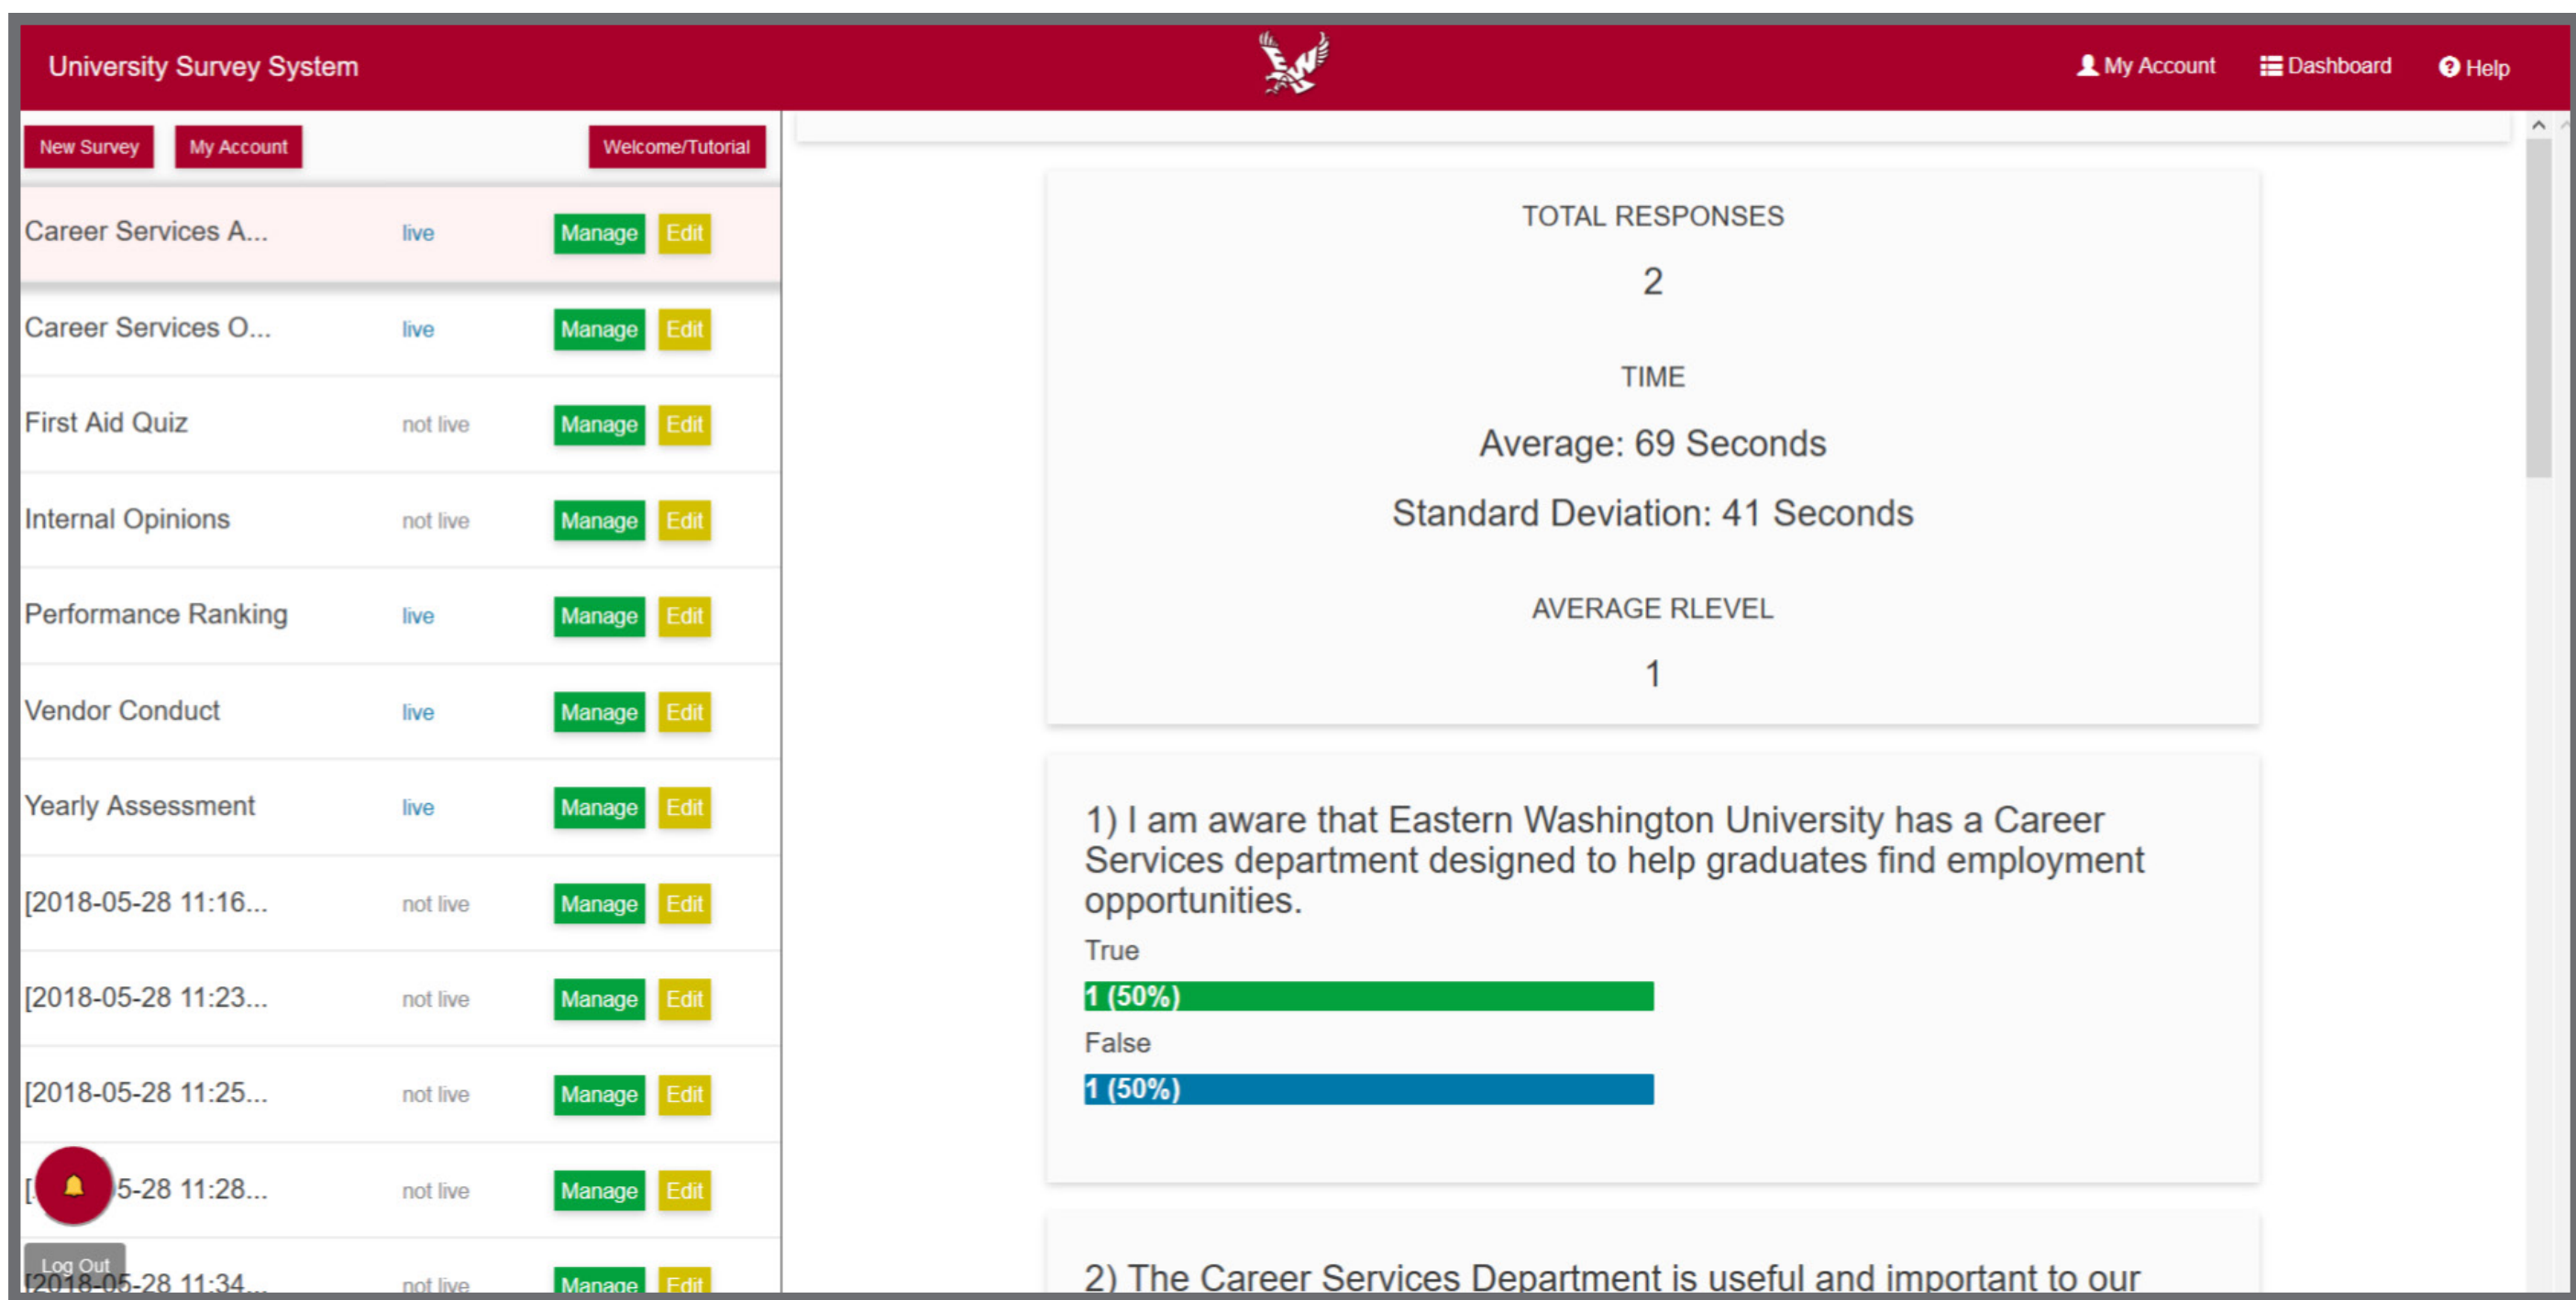 University Survey System
EWU
My Account Dashboard Help
New Survey My Account Welcome/Tutorial
Career Services A... live Manage Edit
Career Services O... live Manage Edit
First Aid Quiz not live Manage Edit
Internal Opinions not live Manage Edit
Performance Ranking live Manage Edit
Vendor Conduct live Manage Edit
Yearly Assessment live Manage Edit
[2018-05-28 11:16... not live Manage Edit
[2018-05-28 11:23... not live Manage Edit
[2018-05-28 11:25... not live Manage Edit
5-28 11:28... not live Manage Edit
Log Out
[2018-05-28 11:34... not live Manage Edit
TOTAL RESPONSES
2
TIME
Average: 69 Seconds
Standard Deviation: 41 Seconds
AVERAGE RLEVEL
1
1) I am aware that Eastern Washington University has a Career
Services department designed to help graduates find employment
opportunities.
True
1 (50%)
False
1 (50%)
2) The Career Services Department is useful and important to our